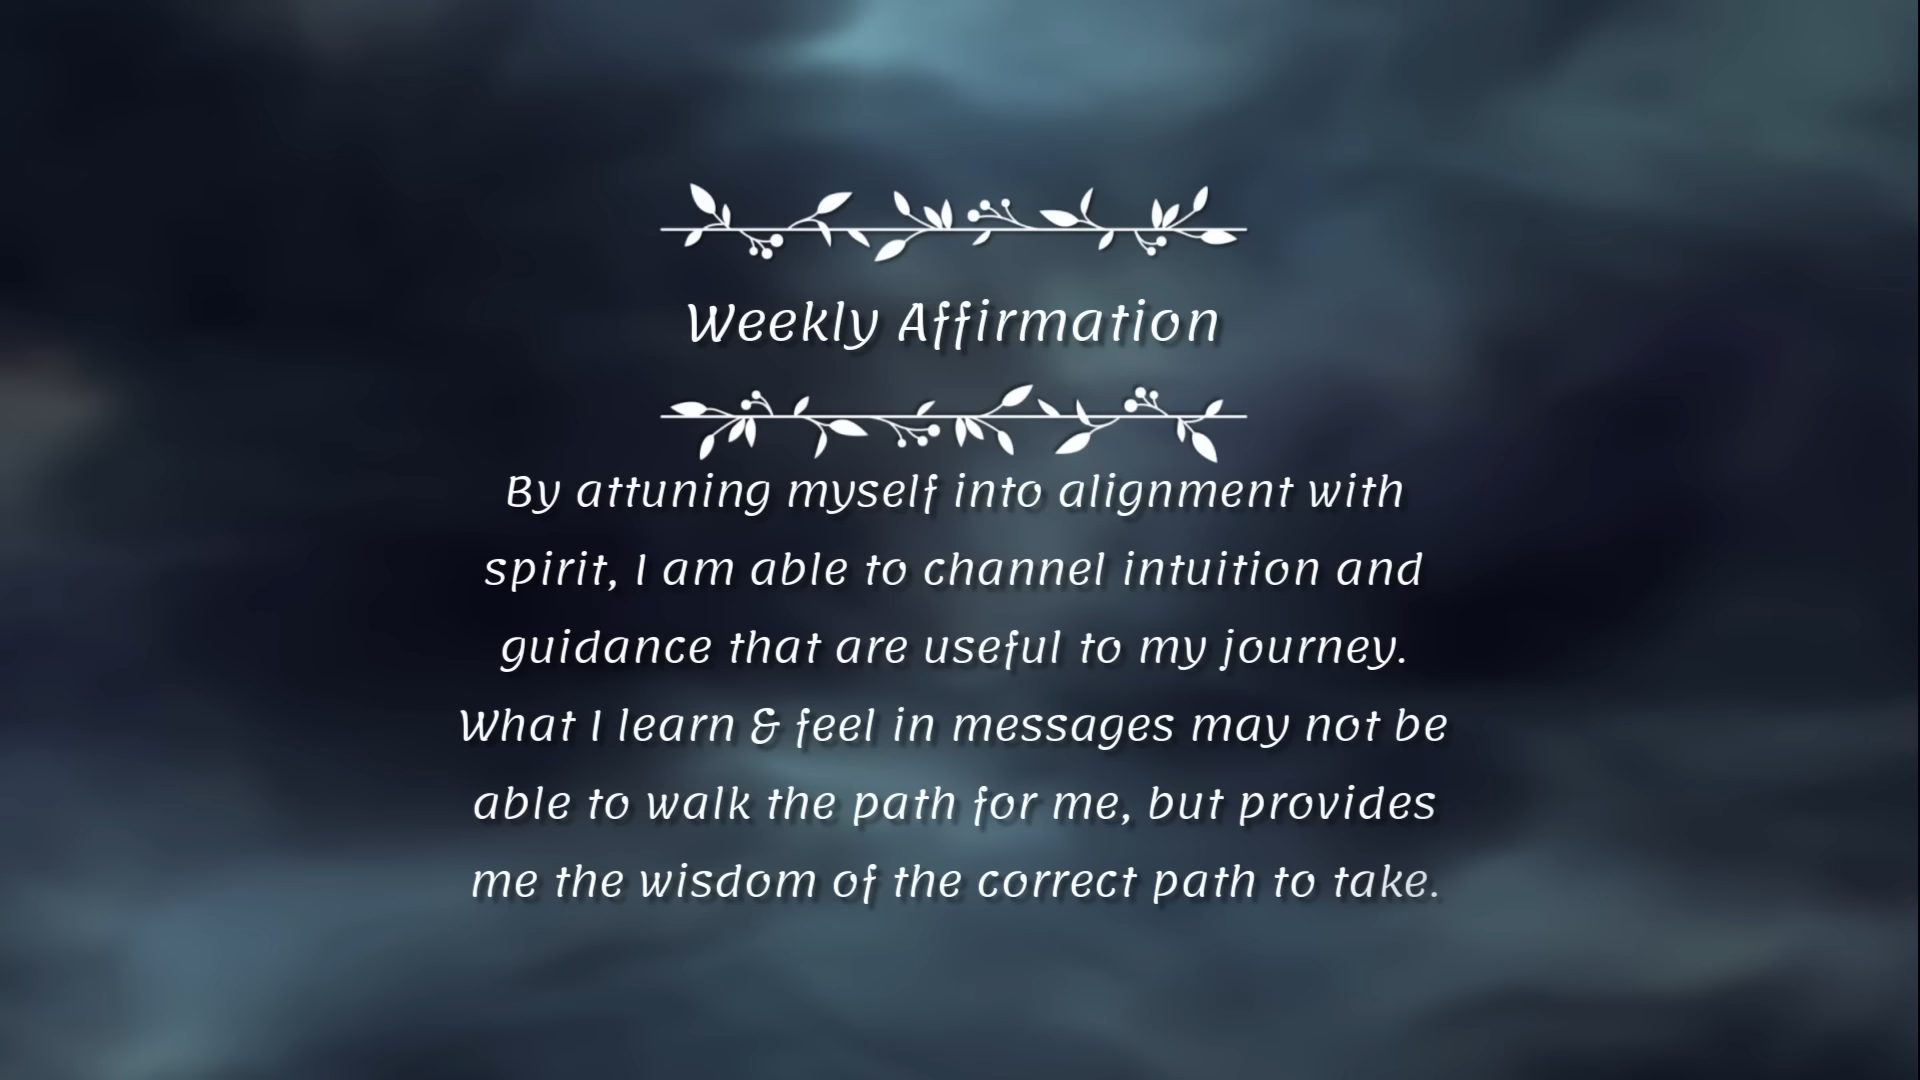 Weekly Affirmation
By attuning myself into alignment with
spirit, I am able to channel intuition and
guidance that are useful to my journey.
What I learn & feel in messages may not be
able to walk the path for me, but provides
me the wisdom of the correct path to take.